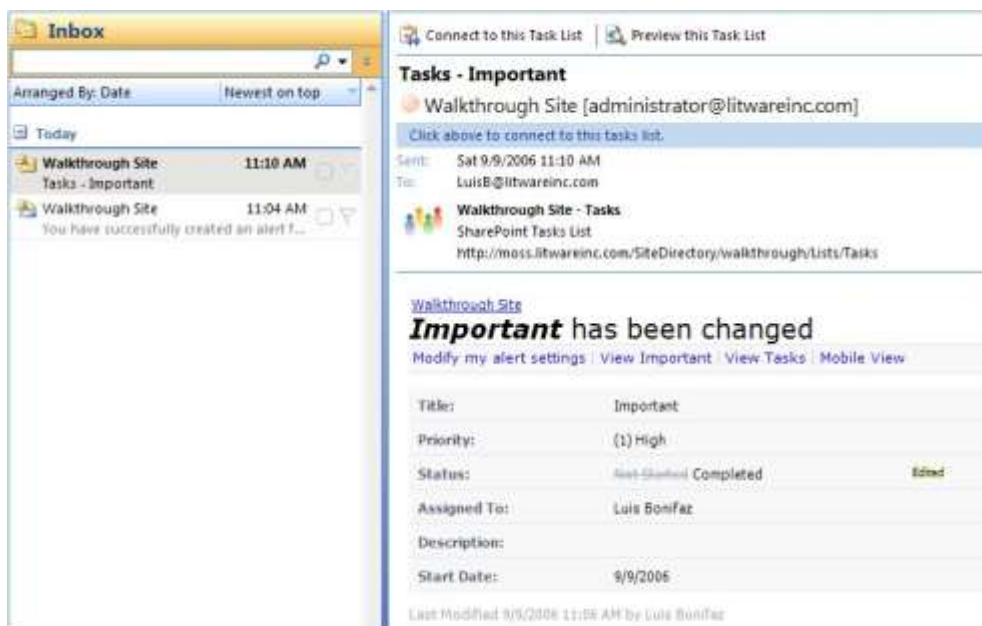 Inbox
Arranged By: Date Newest on top
Today
Walkthrough Site 11:10 AM
Tasks - Important
Walkthrough Site 11:04 AM
You have successfully created an alert f...
Connect to this Task List Preview this Task List
Tasks - Important
Walkthrough Site [administrator@litwareinc.com]
Click above to connect to this tasks list.
Sent: Sat 9/9/2006 11:10 AM
To: LuisB@litwareinc.com
Walkthrough Site - Tasks
SharePoint Tasks List
http://moss.litwareinc.com/SiteDirectory/walkthrough/Lists/Tasks
Walkthrough Site
Important has been changed
Modify my alert settings | View Important | View Tasks | Mobile View
Title: Important
Priority: (1) High
Status: Not Started Completed Edited
Assigned To: Luis Bonifaz
Description:
Start Date: 9/9/2006
Last Modified 9/9/2006 11:06 AM by Luis Bonifaz